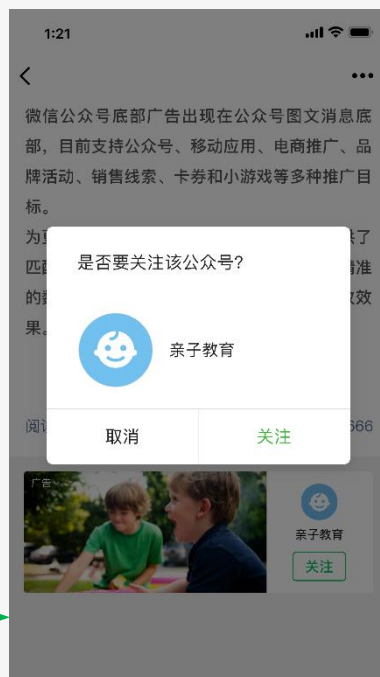 1:21
微信公众号底部广告出现在公众号图文消息底
部，目前支持公众号、移动应用、电商推广、品
牌活动、销售线索、卡券和小游戏等多种推广目
标。
为
了
匹
准
的
效
果。
是否要关注该公众号？
亲子教育
取消
关注
阅
666
广告
亲子教育
关注